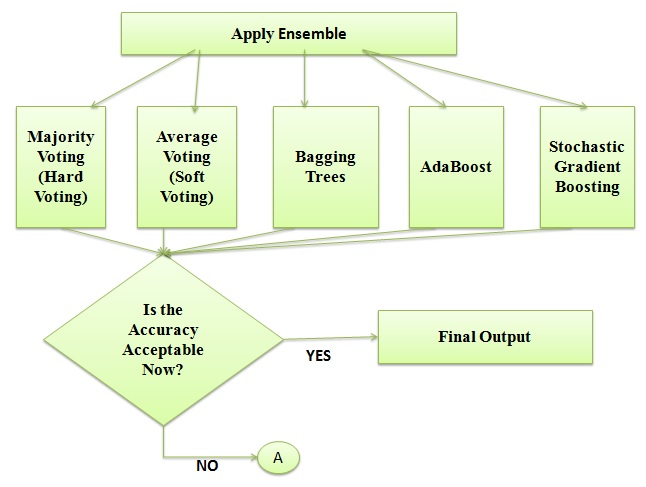 Apply Ensemble
Majority
Voting
(Hard
Voting)
Average
Voting
(Soft
Voting)
Bagging
Trees
AdaBoost
Stochastic
Gradient
Boosting
Is the
Accuracy
Acceptable
Now?
YES
Final Output
NO
A